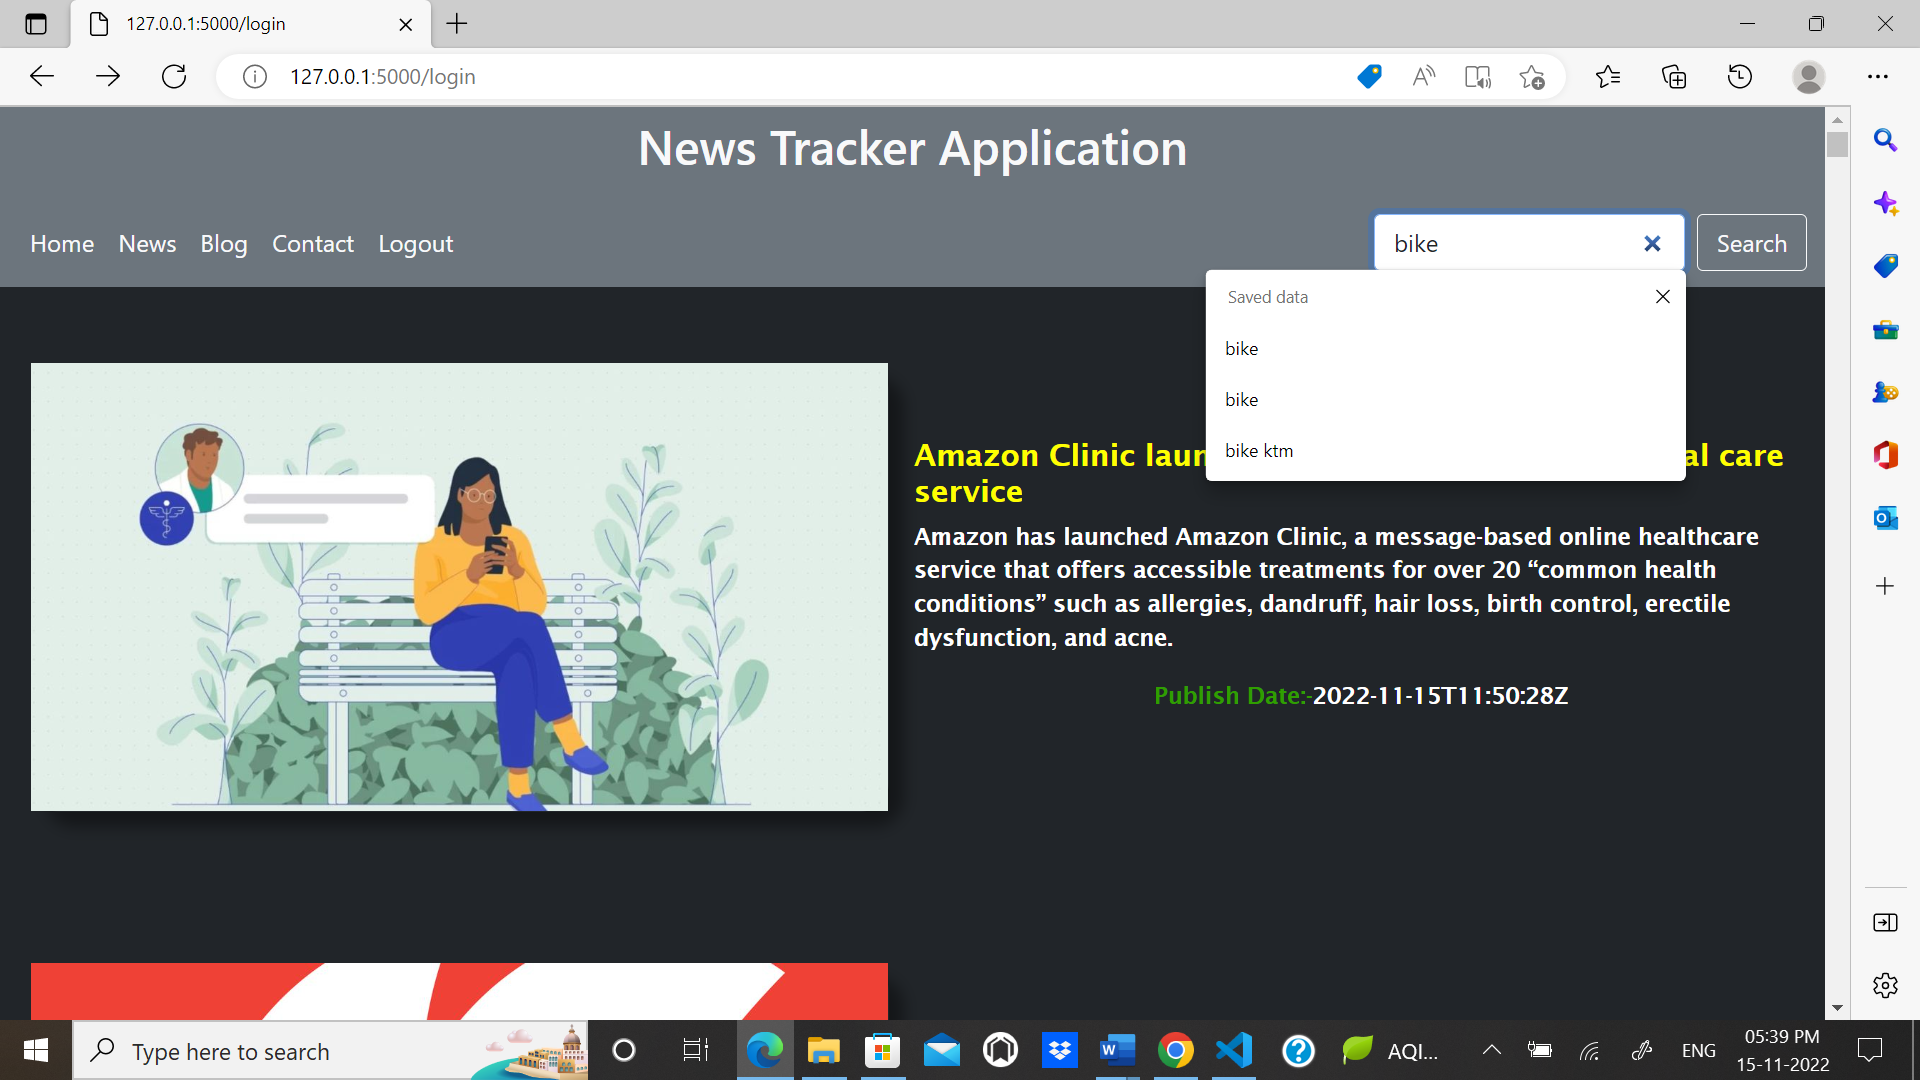 127.0.0.1:5000/login
127.0.0.1:5000/login
News Tracker Application
Home News Blog Contact Logout
bike
Search
Saved data
bike
bike
bike ktm
Amazon Clinic laun al care
service
Amazon has launched Amazon Clinic, a message-based online healthcare
service that offers accessible treatments for over 20 “common health
conditions” such as allergies, dandruff, hair loss, birth control, erectile
dysfunction, and acne.
Publish Date:-2022-11-15T11:50:28Z
Type here to search
AQI...
ENG
05:39 PM
15-11-2022